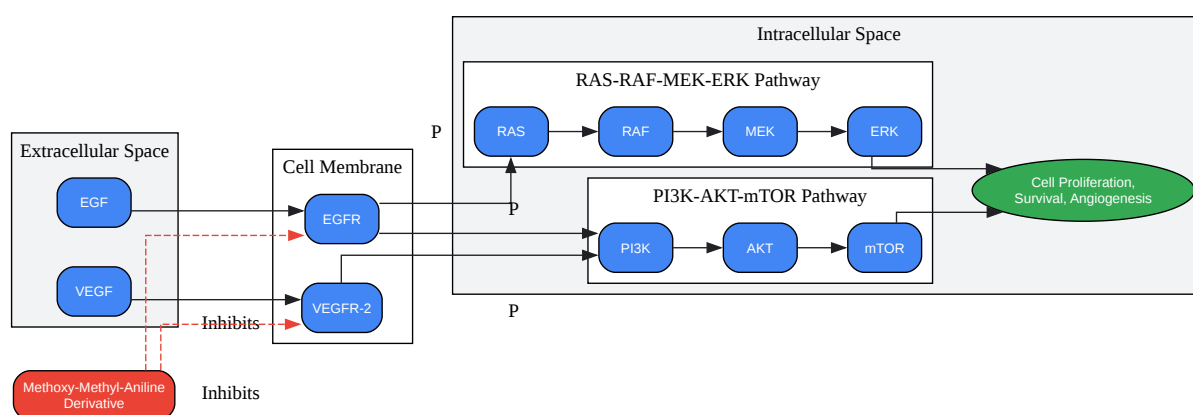 Intracellular Space
RAS-RAF-MEK-ERK Pathway
P
RAS
RAF
MEK
ERK
Extracellular Space
Cell Membrane
EGF
EGFR
P
PI3K-AKT-mTOR Pathway
Cell Proliferation,
Survival, Angiogenesis
PI3K
AKT
mTOR
VEGF
VEGFR-2
P
Inhibits
Methoxy-Methyl-Aniline
Derivative
Inhibits